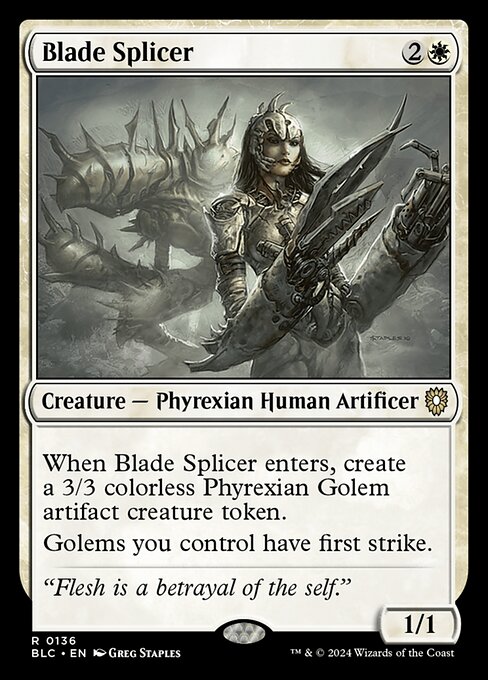 Blade Splicer 2
STAPLES 10
Creature — Phyrexian Human Artificer
When Blade Splicer enters, create
a 3/3 colorless Phyrexian Golem
artifact creature token.
Golems you control have first strike.
“Flesh is a betrayal of the self.”
1/1
R 0136
BLC • EN Greg Staples
™ & © 2024 Wizards of the Coast